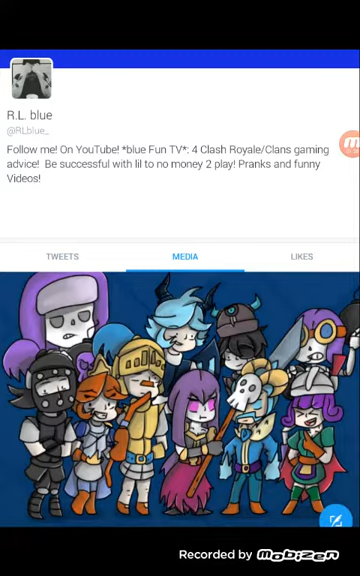 R.L. blue
@RLblue_
Follow me! On YouTube! *blue Fun TV*: 4 Clash Royale/Clans gaming
advice! Be successful with lil to no money 2 play! Pranks and funny
Videos!
TWEETS MEDIA LIKES
Recorded by mobizen